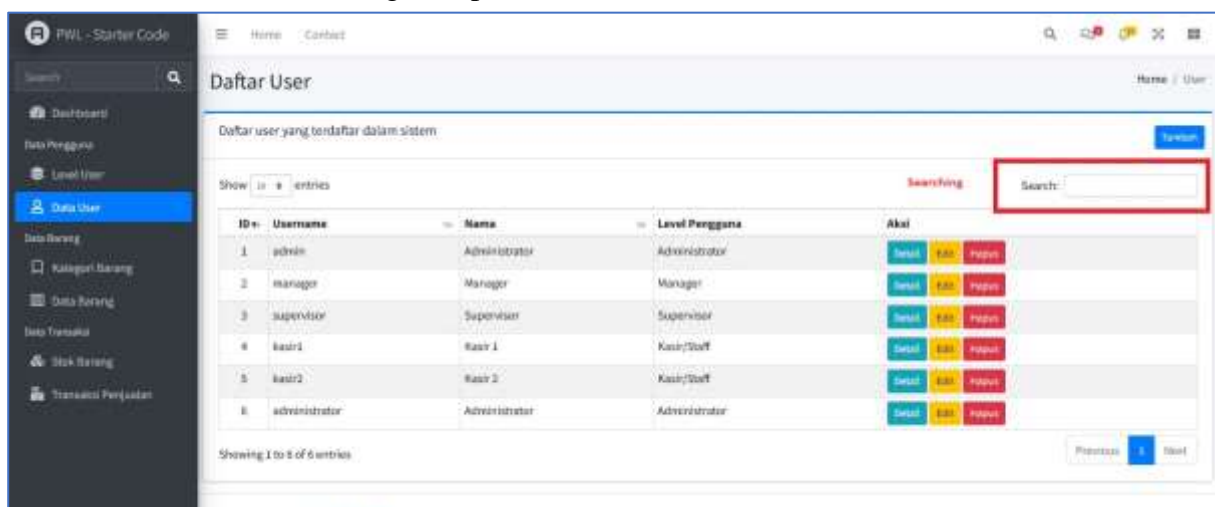 PWL - Starter Code
Home Contact
Search
Daftar User
Home / User
Dashboard
Data Pengguna
Level User
Data User
Data Barang
Kategori Barang
Data Barang
Data Transaksi
Stok Barang
Transaksi Penjualan
Daftar user yang terdaftar dalam sistem
Tambah
Show 10 entries
Searching
Search:
ID Username Nama Level Pengguna Aksi
1 admin Administrator Administrator Detail Edit Hapus
2 manager Manager Manager Detail Edit Hapus
3 supervisor Supervisor Supervisor Detail Edit Hapus
4 kasir1 Kasir 1 Kasir/Staff Detail Edit Hapus
5 kasir2 Kasir 2 Kasir/Staff Detail Edit Hapus
6 administrator Administrator Administrator Detail Edit Hapus
Showing 1 to 6 of 6 entries
Previous 1 Next